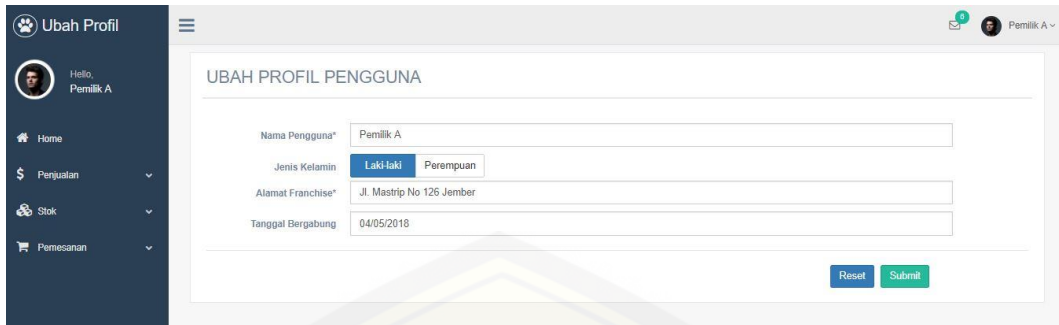 Ubah Profil
6
Pemilik A
Hello,
Pemilik A
Home
Penjualan
Stok
Pemesanan
UBAH PROFIL PENGGUNA
Nama Pengguna* Pemilik A
Jenis Kelamin Laki-laki Perempuan
Alamat Franchise* Jl. Mastrip No 126 Jember
Tanggal Bergabung 04/05/2018
Reset Submit